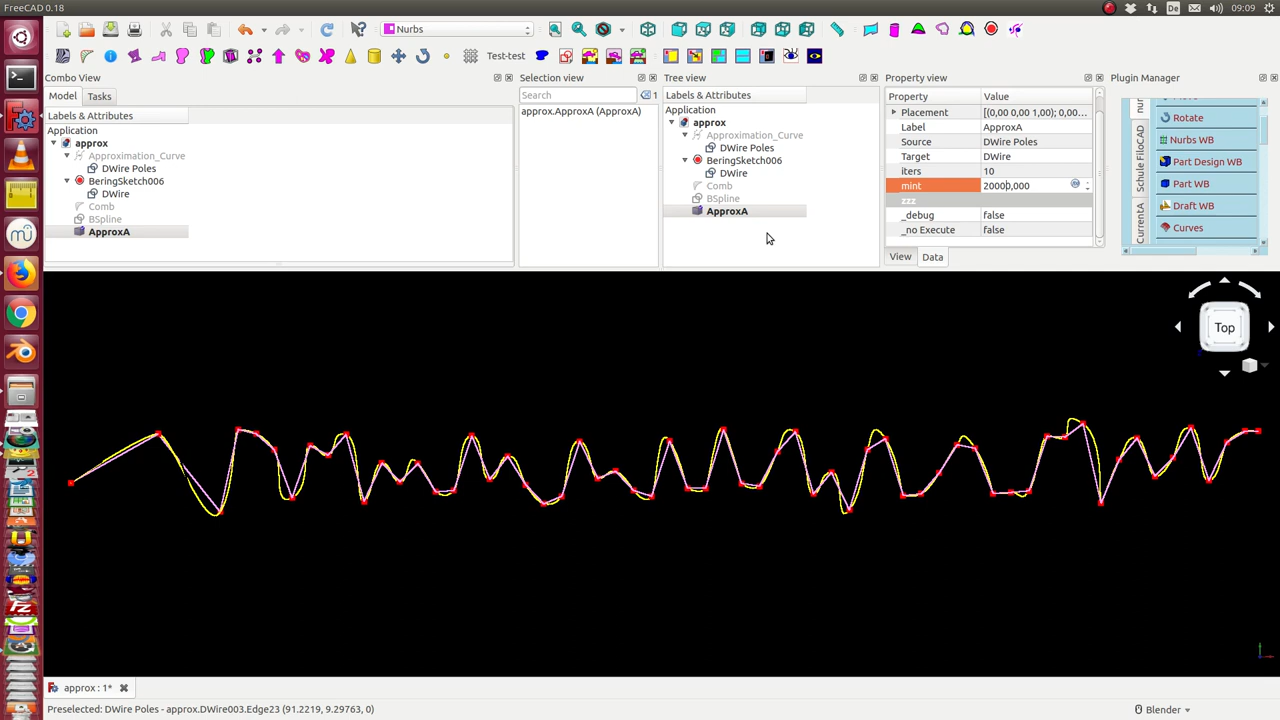 FreeCAD 0.18
De
09:09
Nurbs
Test-test
Combo View
Model
Tasks
Labels & Attributes
Application
approx
Approximation_Curve
DWire Poles
BeringSketch006
DWire
Comb
BSpline
ApproxA
Selection view
Search
1
approx.ApproxA (ApproxA)
Tree view
Labels & Attributes
Application
approx
Approximation_Curve
DWire Poles
BeringSketch006
DWire
Comb
BSpline
ApproxA
Property view
Property Value
Placement [(0,00 0,00 1,00); 0,00...
Label ApproxA
Source DWire Poles
Target DWire
iters 10
mint 20000,000
zzz
_debug false
_no Execute false
View
Data
Plugin Manager
Schule FlloCAD
CurrentA
Rotate
Nurbs WB
Part Design WB
Part WB
Draft WB
Curves
Top
approx : 1*
Preselected: DWire Poles - approx.DWire003.Edge23 (91.2219, 9.29763, 0)
Blender